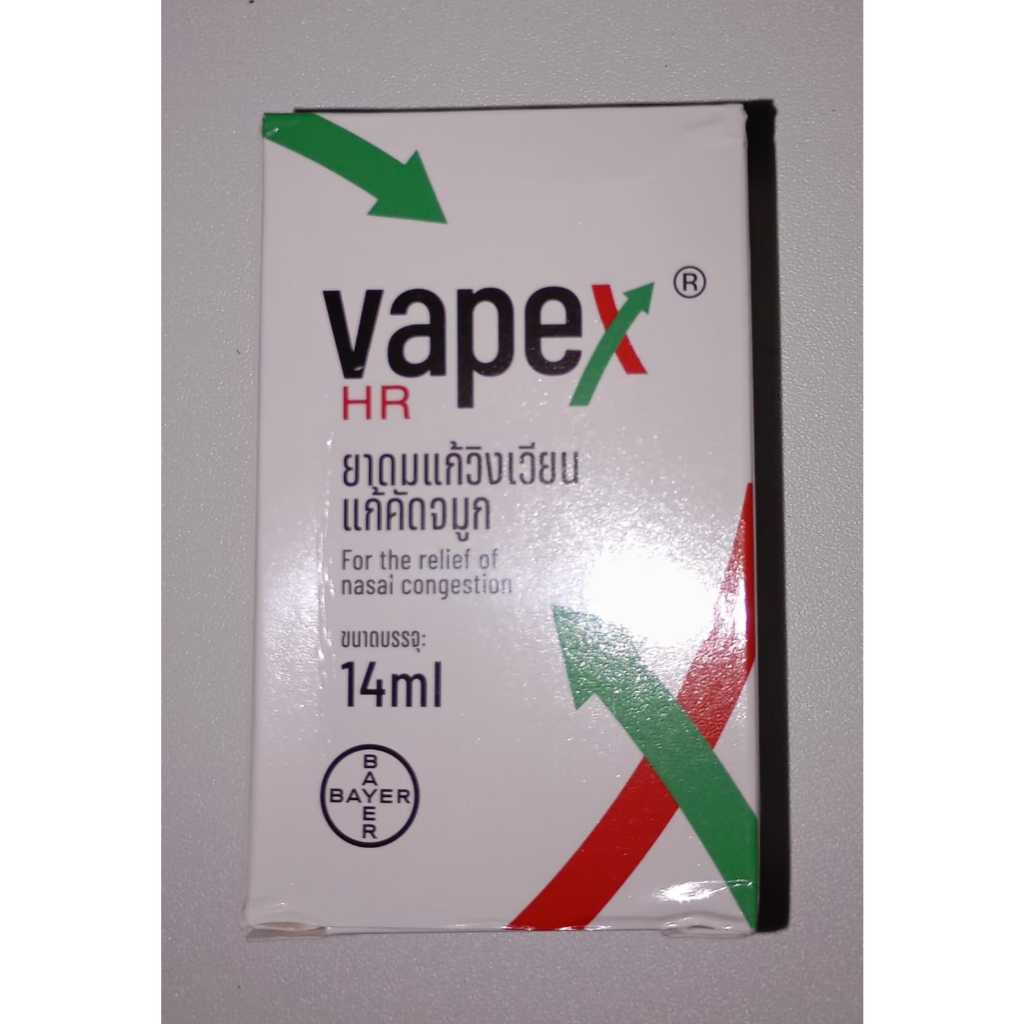 vapex ®
HR
ยาดมแก้วิงเวียน
แก้คัดจมูก
For the relief of
nasai congestion
ขนาดบรรจุ:
14ml
BAYER
BAYER